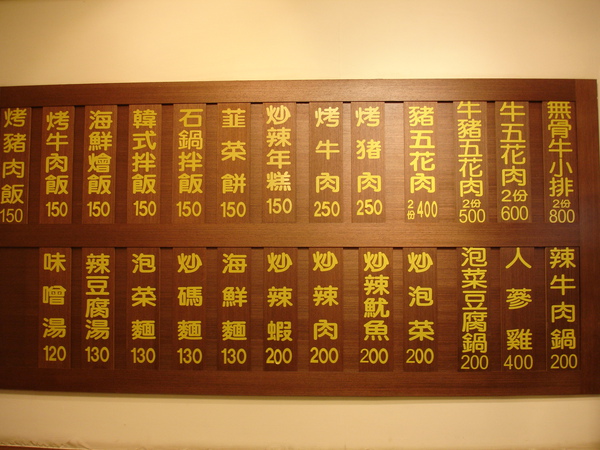 無骨牛小排 2份 800
牛五花肉 2份 600
牛豬五花肉 2份 500
豬五花肉 2份 400
烤猪肉 250
烤牛肉 250
炒辣年糕 150
韮菜餅 150
石鍋拌飯 150
韓式拌飯 150
海鮮燴飯 150
烤牛肉飯 150
烤豬肉飯 150
辣牛肉鍋 200
人蔘雞 400
泡菜豆腐鍋 200
炒泡菜 200
炒辣魷魚 200
炒辣肉 200
炒辣蝦 200
海鮮麵 130
炒碼麵 130
泡菜麵 130
辣豆腐湯 130
味噌湯 120